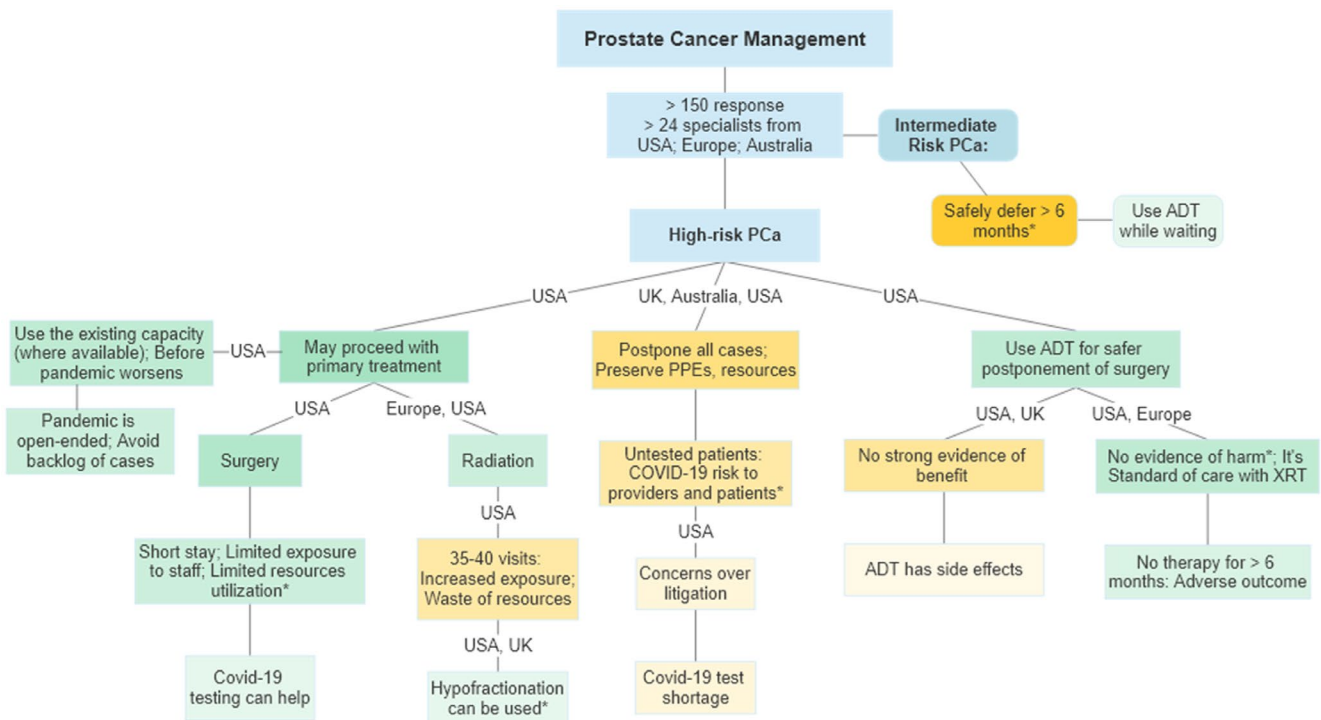 Prostate Cancer Management
> 150 response
> 24 specialists from
USA; Europe; Australia
Intermediate
Risk PCa:
Safely defer > 6
months*
Use ADT
while waiting
High-risk PCa
USA
UK, Australia, USA
USA
Use the existing capacity
(where available); Before
pandemic worsens
USA
May proceed with
primary treatment
Postpone all cases;
Preserve PPEs, resources
Use ADT for safer
postponement of surgery
Pandemic is
open-ended; Avoid
backlog of cases
USA
Europe, USA
USA, UK
USA, Europe
Surgery
Radiation
Untested patients:
COVID-19 risk to
providers and patients*
No strong evidence of
benefit
No evidence of harm*; It's
Standard of care with XRT
USA
USA
Short stay; Limited exposure
to staff; Limited resources
utilization*
35-40 visits:
Increased exposure;
Waste of resources
Concerns over
litigation
ADT has side effects
No therapy for > 6
months: Adverse outcome
USA, UK
Covid-19
testing can help
Hypofractionation
can be used*
Covid-19 test
shortage